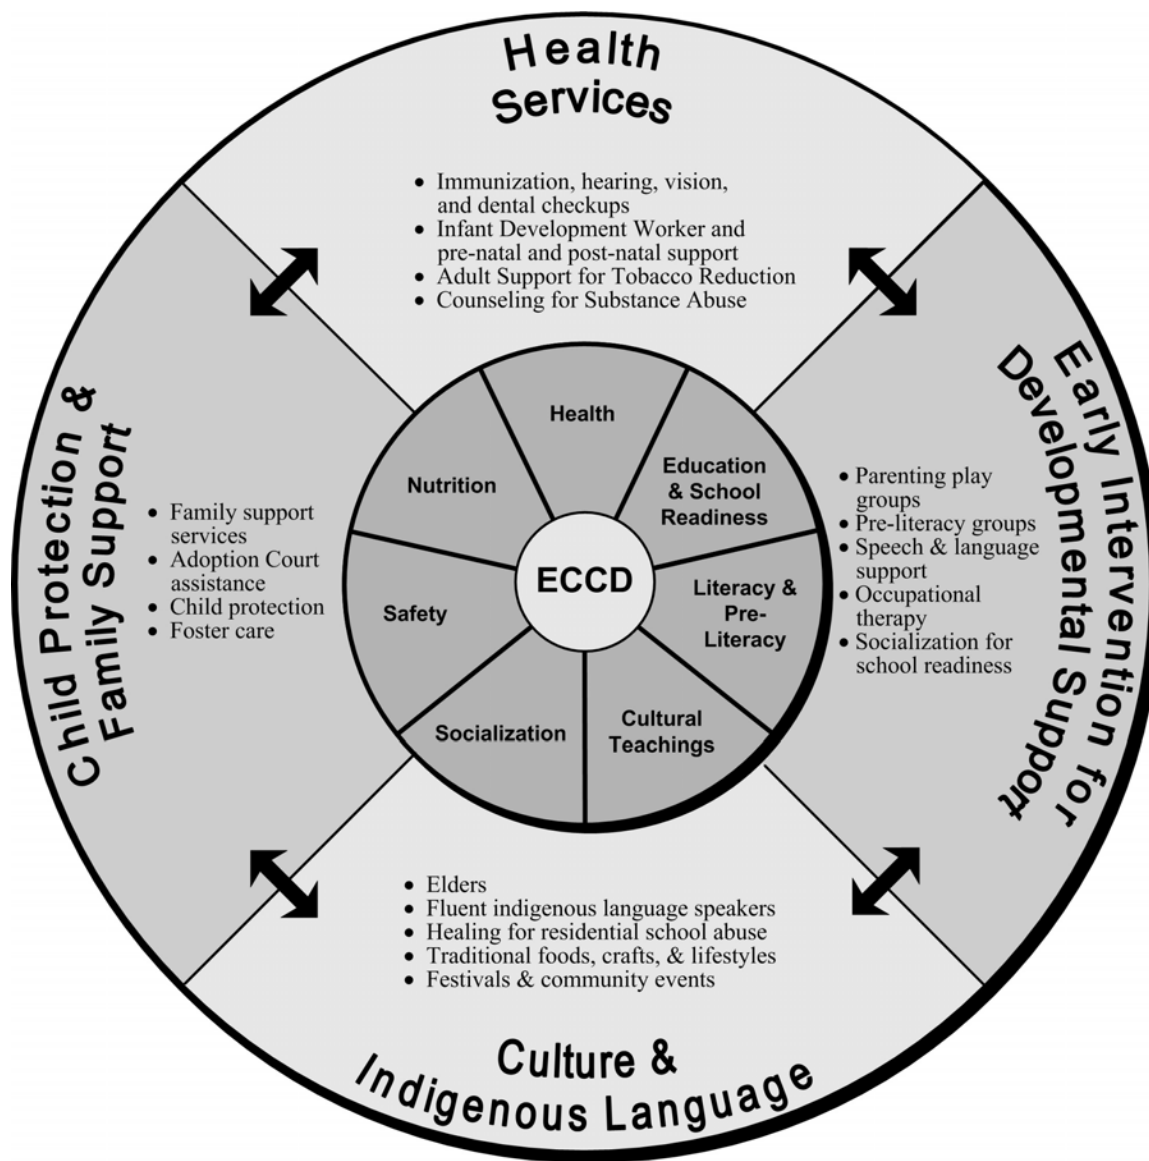 Health
Services
• Immunization, hearing, vision,
and dental checkups
• Infant Development Worker and
pre-natal and post-natal support
• Adult Support for Tobacco Reduction
• Counseling for Substance Abuse
Early Intervention for
Developmental Support
• Parenting play
groups
• Pre-literacy groups
• Speech & language
support
• Occupational
therapy
• Socialization for
school readiness
Child Protection &
Family Support
• Family support
services
• Adoption Court
assistance
• Child protection
• Foster care
Health
Education
& School
Readiness
Literacy &
Pre-
Literacy
Cultural
Teachings
Socialization
Safety
Nutrition
ECCD
• Elders
• Fluent indigenous language speakers
• Healing for residential school abuse
• Traditional foods, crafts, & lifestyles
• Festivals & community events
Culture &
Indigenous Language